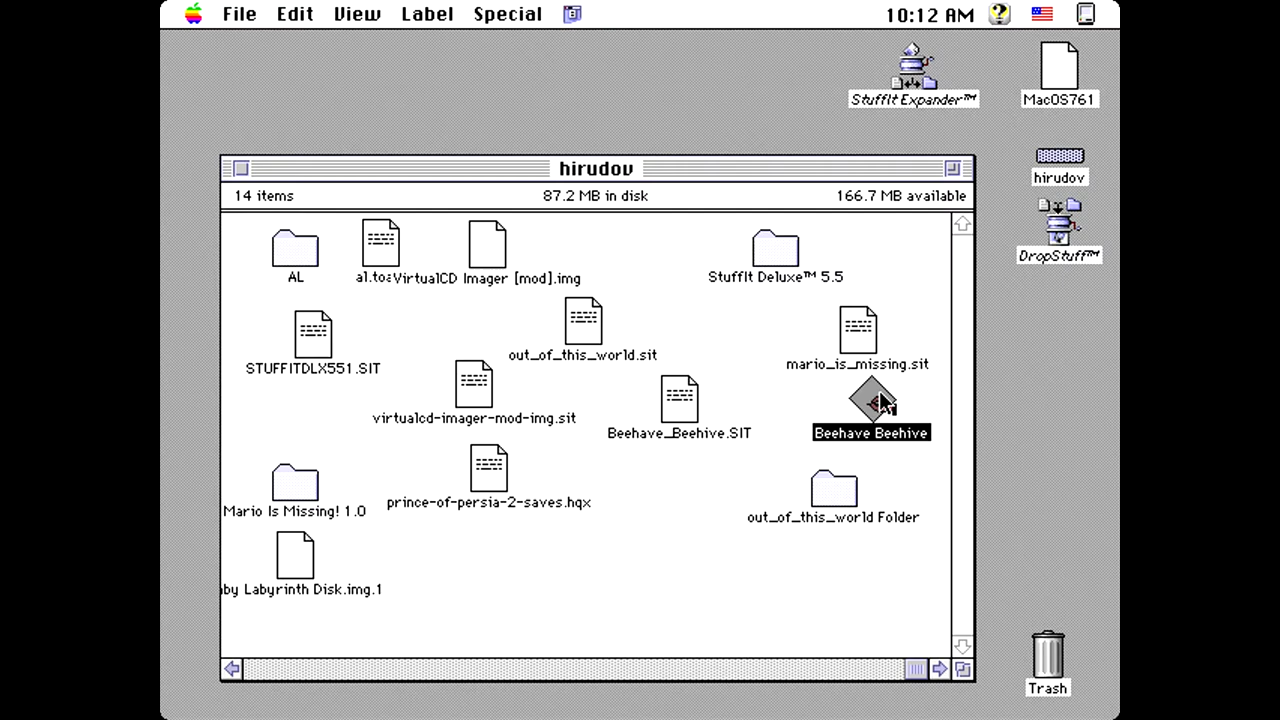 File Edit View Label Special 10:12 AM
StuffIt Expander™
MacOS761
hirudov
hirudov
14 items 87.2 MB in disk 166.7 MB available
DropStuff™
AL
al.toa
VirtualCD Imager [mod].img
StuffIt Deluxe™ 5.5
out_of_this_world.sit
mario_is_missing.sit
STUFFITDLX551.SIT
virtualcd-imager-mod-img.sit
Beehave_Beehive.SIT
Beehave Beehive
prince-of-persia-2-saves.hqx
Mario Is Missing! 1.0
out_of_this_world Folder
by Labyrinth Disk.img.1
Trash